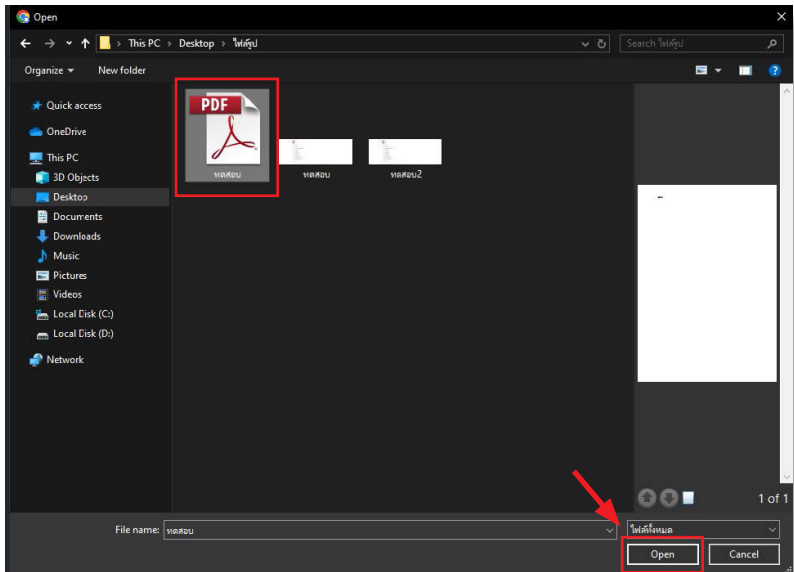 Open
This PC > Desktop > ไฟล์รูป
Search ไฟล์รูป
Organize
New folder
Quick access
OneDrive
This PC
3D Objects
Desktop
Documents
Downloads
Music
Pictures
Videos
Local Disk (C:)
Local Disk (D:)
Network
PDF
ทดสอบ
ทดสอบ
ทดสอบ2
1 of 1
File name: ทดสอบ
ไฟล์ทั้งหมด
Open
Cancel